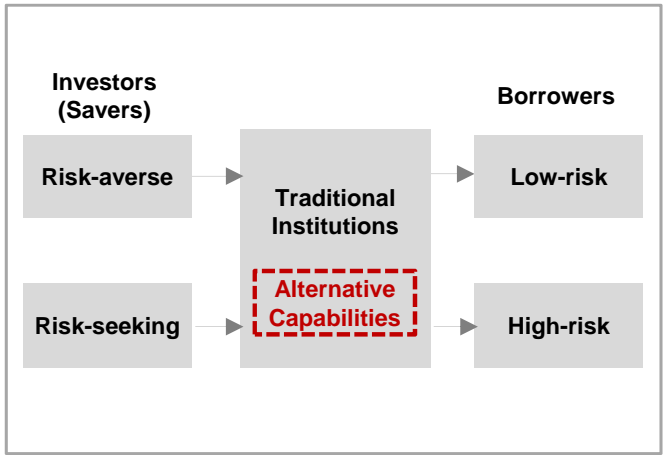 Investors
(Savers)
Borrowers
Risk-averse
Traditional
Institutions
Low-risk
Alternative
Capabilities
Risk-seeking
High-risk